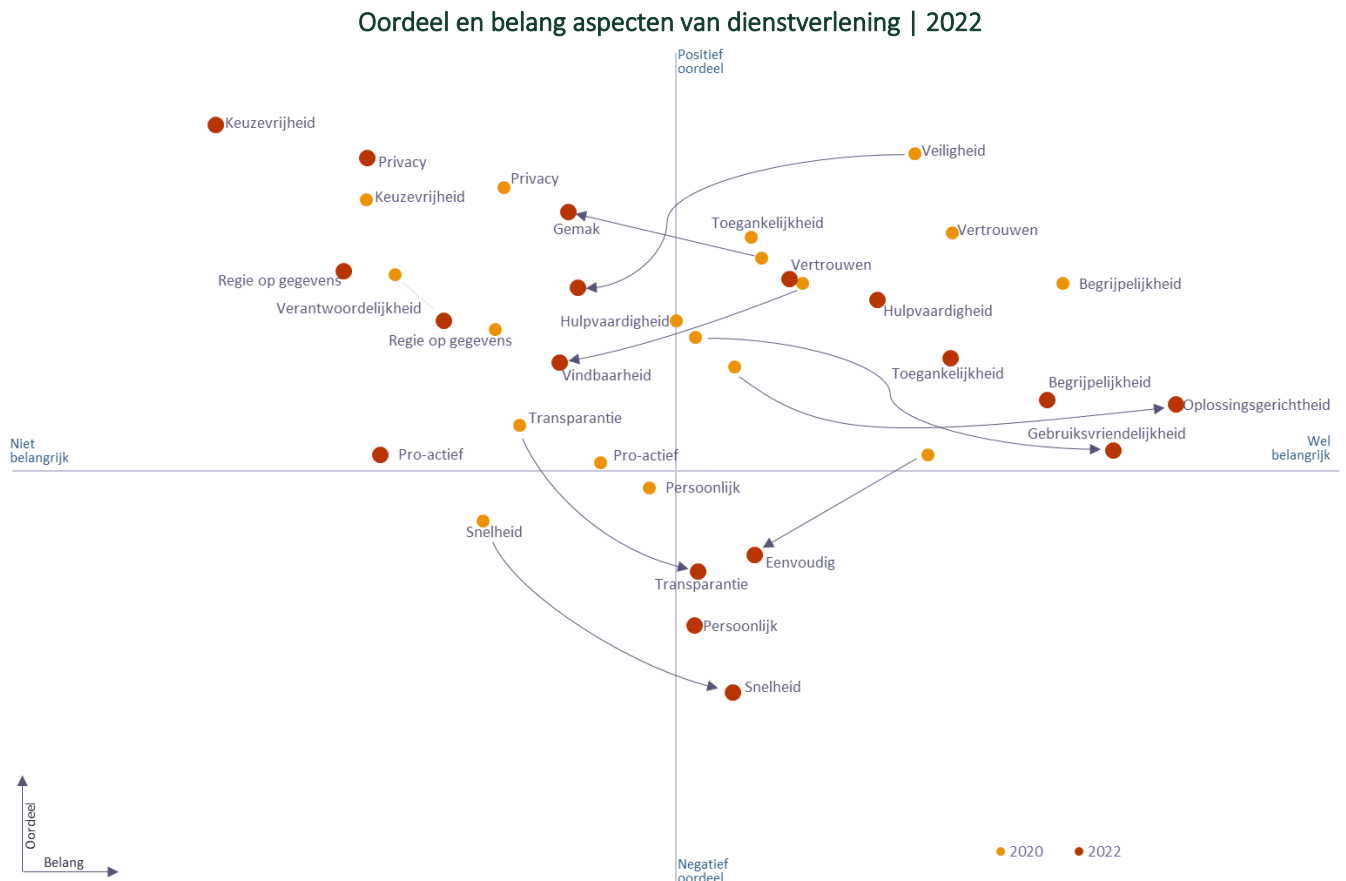 Oordeel en belang aspecten van dienstverlening | 2022
Positief
oordeel
Keuzevrijheid
Veiligheid
Privacy
Privacy
Keuzevrijheid
Gemak
Toegankelijkheid
Vertrouwen
Vertrouwen
Regie op gegevens
Begrijpelijkheid
Verantwoordelijkheid
Hulpvaardigheid
Hulpvaardigheid
Regie op gegevens
Vindbaarheid
Toegankelijkheid
Begrijpelijkheid
Oplossingsgerichtheid
Transparantie
Gebruiksvriendelijkheid
Niet
belangrijk
Wel
belangrijk
Pro-actief
Pro-actief
Persoonlijk
Snelheid
Eenvoudig
Transparantie
Persoonlijk
Snelheid
Oordeel
Belang
2020
2022
Negatief
oordeel